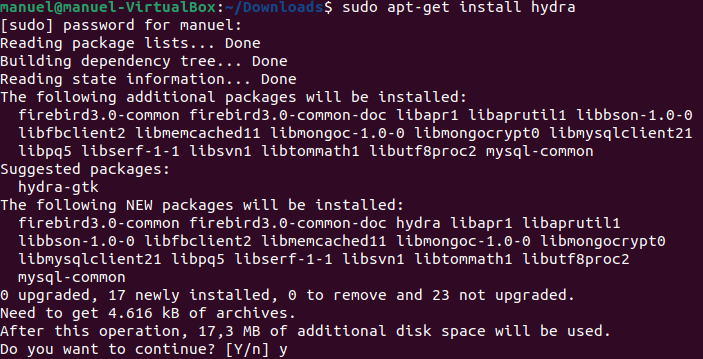 manuel@manuel-VirtualBox:~/Downloads$ sudo apt-get install hydra
[sudo] password for manuel:
Reading package lists... Done
Building dependency tree... Done
Reading state information... Done
The following additional packages will be installed:
  firebird3.0-common firebird3.0-common-doc libapr1 libaprutil1 libbson-1.0-0
  libfbclient2 libmemcached11 libmongoc-1.0-0 libmongocrypt0 libmysqlclient21
  libpq5 libserf-1-1 libsvn1 libtommath1 libutf8proc2 mysql-common
Suggested packages:
  hydra-gtk
The following NEW packages will be installed:
  firebird3.0-common firebird3.0-common-doc hydra libapr1 libaprutil1
  libbson-1.0-0 libfbclient2 libmemcached11 libmongoc-1.0-0 libmongocrypt0
  libmysqlclient21 libpq5 libserf-1-1 libsvn1 libtommath1 libutf8proc2
  mysql-common
0 upgraded, 17 newly installed, 0 to remove and 23 not upgraded.
Need to get 4.616 kB of archives.
After this operation, 17,3 MB of additional disk space will be used.
Do you want to continue? [Y/n] y